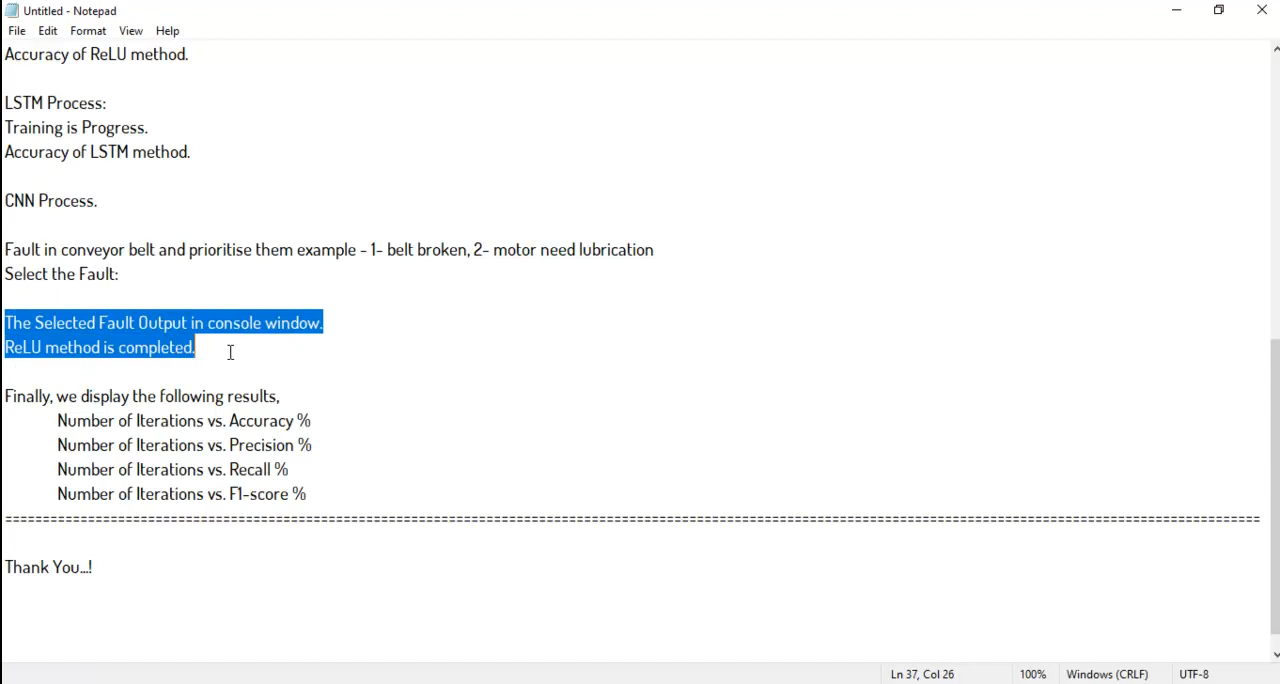 Untitled - Notepad
File Edit Format View Help
Accuracy of ReLU method.
LSTM Process:
Training is Progress.
Accuracy of LSTM method.
CNN Process.
Fault in conveyor belt and prioritise them example - 1- belt broken, 2- motor need lubrication
Select the Fault:
The Selected Fault Output in console window.
ReLU method is completed.
Finally, we display the following results,
Number of Iterations vs. Accuracy %
Number of Iterations vs. Precision %
Number of Iterations vs. Recall %
Number of Iterations vs. F1-score %
================================================================================================================================================================
Thank You...!
Ln 37, Col 26 100% Windows (CRLF) UTF-8